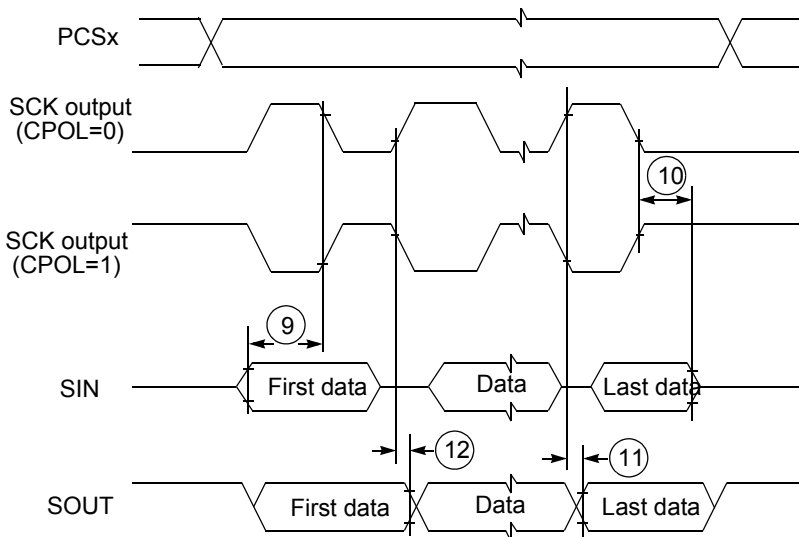 PCSx
SCK output
(CPOL=0)
10
SCK output
(CPOL=1)
9
SIN
First data
Data
Last data
12
11
SOUT
First data
Data
Last data